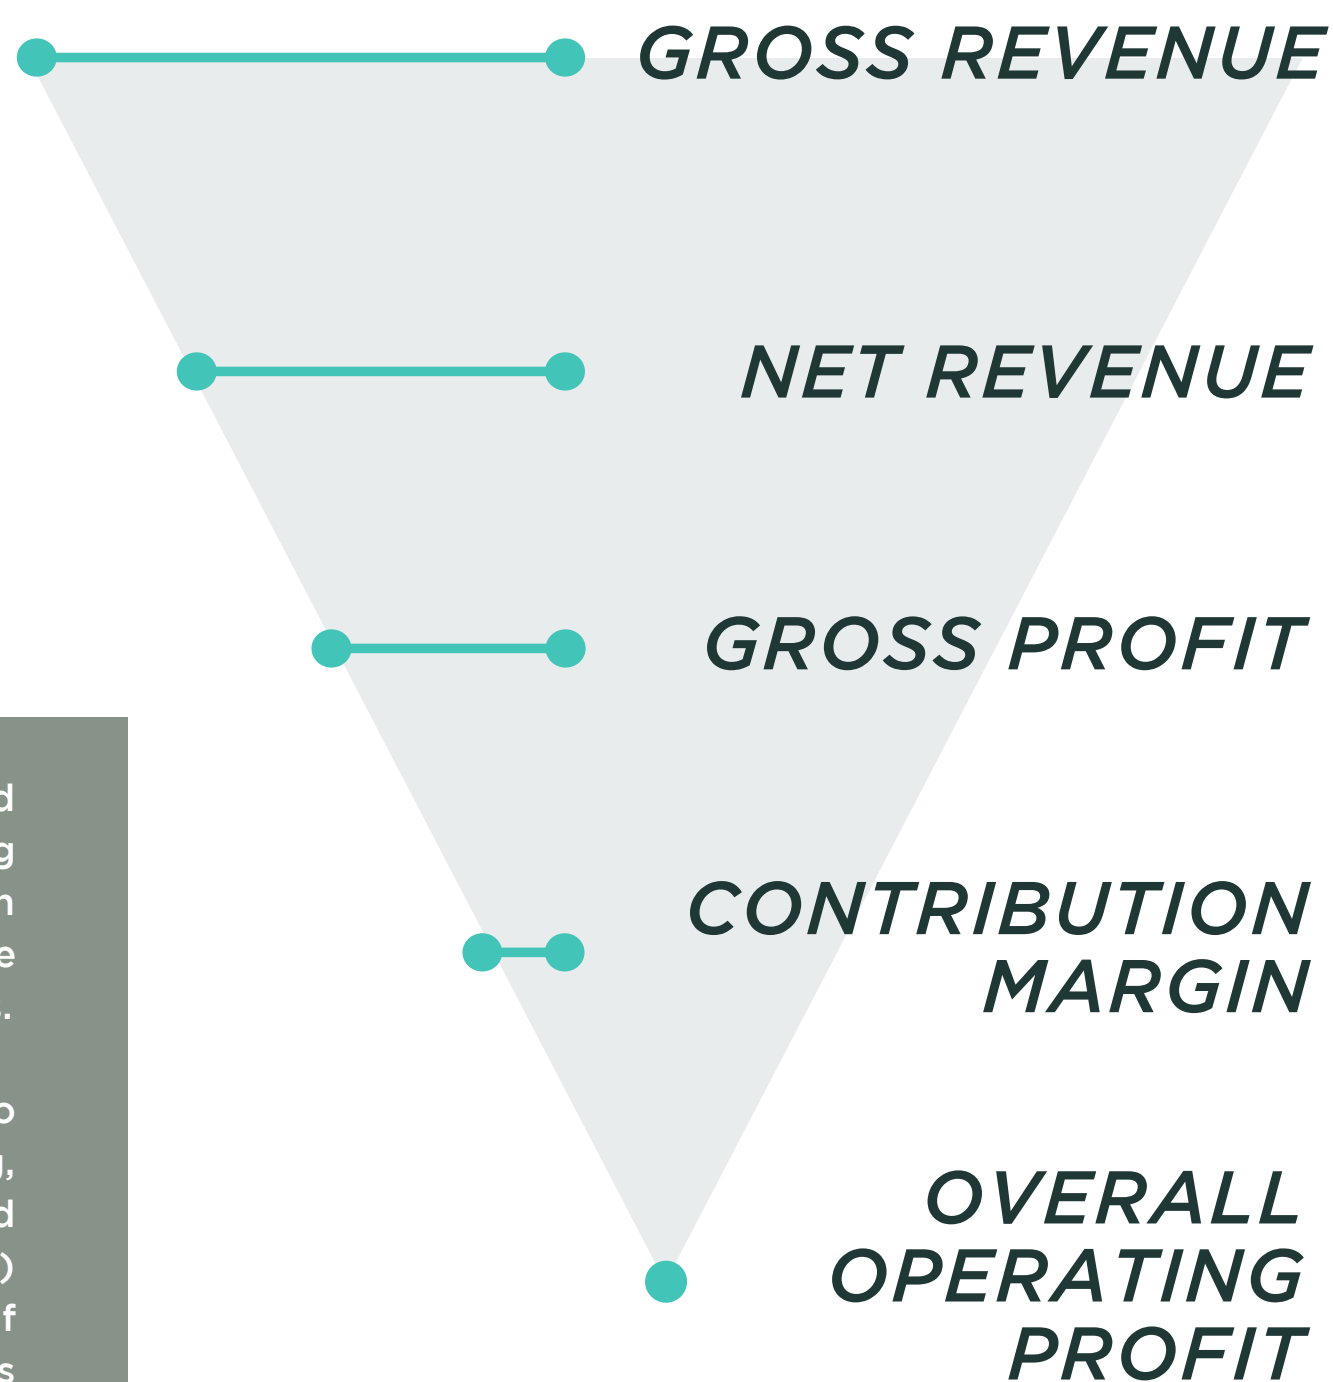 GROSS REVENUE
NET REVENUE
GROSS PROFIT
CONTRIBUTION
MARGIN
OVERALL
OPERATING
PROFIT